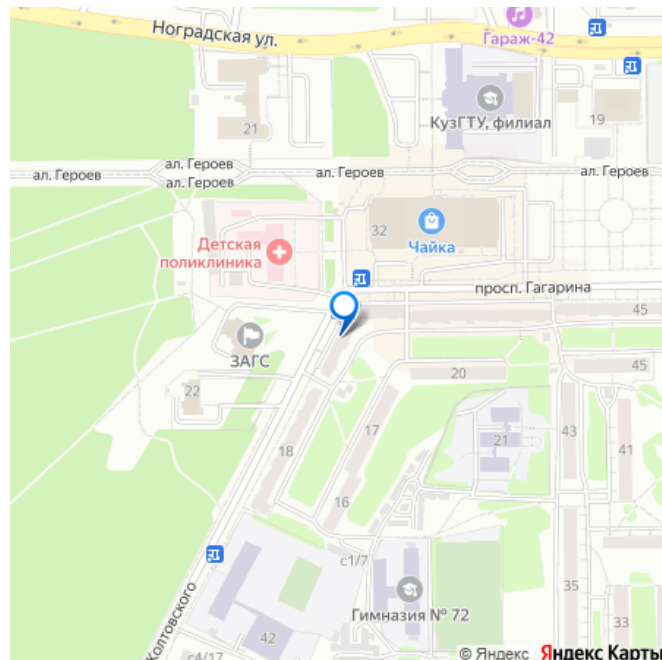 Ноградская ул.
Гараж-42
КузГТУ, филиал
19
21
ал. Героев
ал. Героев
ал. Героев
ал. Героев
ал. Героев
32
Чайка
Детская
поликлиника
просп. Гагарина
45
ЗАГС
22
20
45
17
18
21
43
41
16
с1/7
Гимназия № 72
35
33
Колтовского
42
с4/17
© Яндекс Яндекс Карты